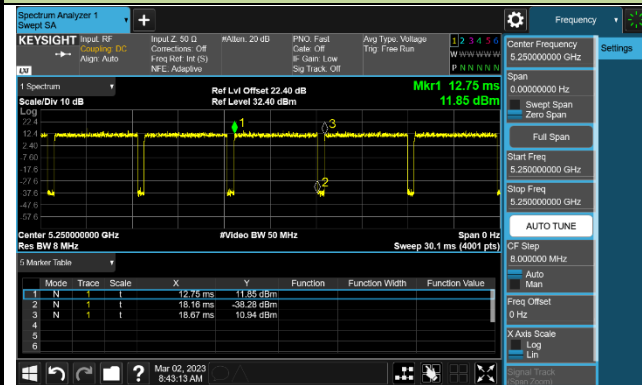 Spectrum Analyzer 1
Swept SA
Frequency
KEYSIGHT
Input: RF
Coupling: DC
Align: Auto
Input Z: 50 Ω
Corrections: Off
Freq Ref: Int (S)
NFE: Adaptive
#Atten: 20 dB
PNO: Fast
Gate: Off
IF Gain: Low
Sig Track: Off
Avg Type: Voltage
Trig: Free Run
1 2 3 4 5 6
W W W W W W
P N N N N N
LXI
1 Spectrum
Scale/Div 10 dB
Log
Ref Lvl Offset 22.40 dB
Ref Level 32.40 dBm
Mkr1 12.75 ms
11.85 dBm
22.4
12.4
2.40
-7.60
-17.6
-27.6
-37.6
-47.6
-57.6
1
3
2
Center 5.250000000 GHz
Res BW 8 MHz
#Video BW 50 MHz
Span 0 Hz
Sweep 30.1 ms (4001 pts)
5 Marker Table
Mode Trace Scale X Y Function Function Width Function Value
1 N 1 t 12.75 ms 11.85 dBm
2 N 1 t 18.16 ms -38.28 dBm
3 N 1 t 18.67 ms 10.94 dBm
4
5
6
Mar 02, 2023
8:43:13 AM
Center Frequency
5.250000000 GHz
Settings
Span
0.00000000 Hz
Swept Span
Zero Span
Full Span
Start Freq
5.250000000 GHz
Stop Freq
5.250000000 GHz
AUTO TUNE
CF Step
8.000000 MHz
Auto
Man
Freq Offset
0 Hz
X Axis Scale
Log
Lin
Signal Track
(Span Zoom)